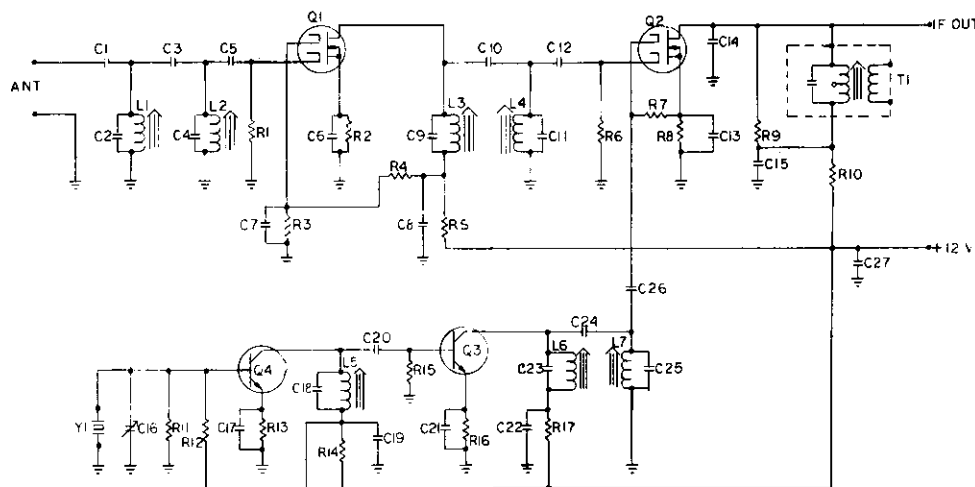 Q1
Q2
C1 C3 C5 C10 C12 C14 IF OUT
ANT
T1
L1 L2 L3 L4
C2 C4 R1 C6 R2 C9 C11 R6 R7 R8 C13 R9
C15 R10
R4
C7 R3 C8 R5
+12 V
C27
C26
C20 C24
Q4 Q3
L5 R15 L6 L7
C18 C23 C25
Y1 C16 R11 R12 C17 R13 C19 C21 R16 C22 R17
R14